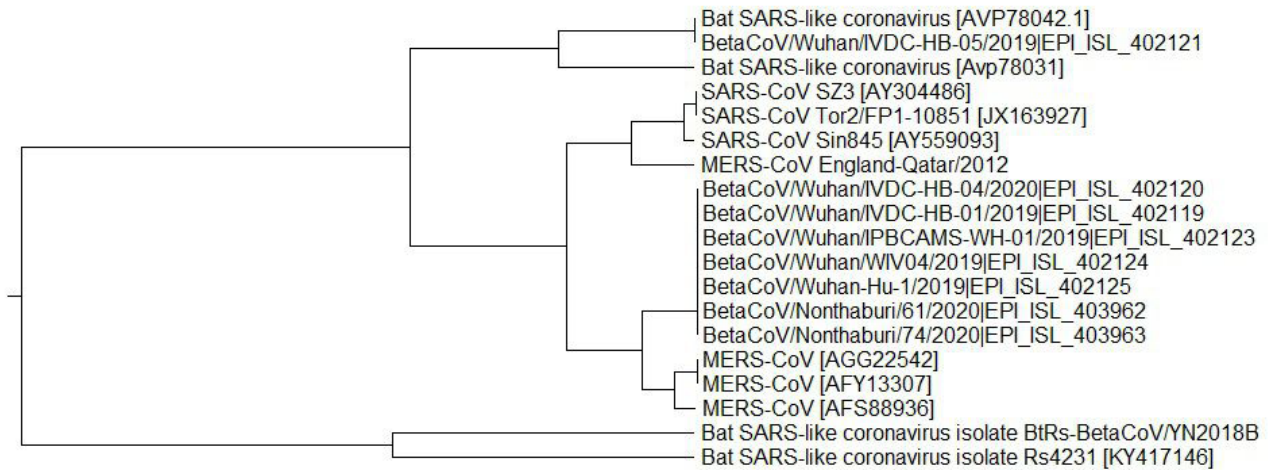 Bat SARS-like coronavirus [AVP78042.1]
BetaCoV/Wuhan/IVDC-HB-05/2019|EPI_ISL_402121
Bat SARS-like coronavirus [Avp78031]
SARS-CoV SZ3 [AY304486]
SARS-CoV Tor2/FP1-10851 [JX163927]
SARS-CoV Sin845 [AY559093]
MERS-CoV England-Qatar/2012
BetaCoV/Wuhan/IVDC-HB-04/2020|EPI_ISL_402120
BetaCoV/Wuhan/IVDC-HB-01/2019|EPI_ISL_402119
BetaCoV/Wuhan/IPBCAMS-WH-01/2019|EPI_ISL_402123
BetaCoV/Wuhan/WIV04/2019|EPI_ISL_402124
BetaCoV/Wuhan-Hu-1/2019|EPI_ISL_402125
BetaCoV/Nonthaburi/61/2020|EPI_ISL_403962
BetaCoV/Nonthaburi/74/2020|EPI_ISL_403963
MERS-CoV [AGG22542]
MERS-CoV [AFY13307]
MERS-CoV [AFS88936]
Bat SARS-like coronavirus isolate BtRs-BetaCoV/YN2018B
Bat SARS-like coronavirus isolate Rs4231 [KY417146]